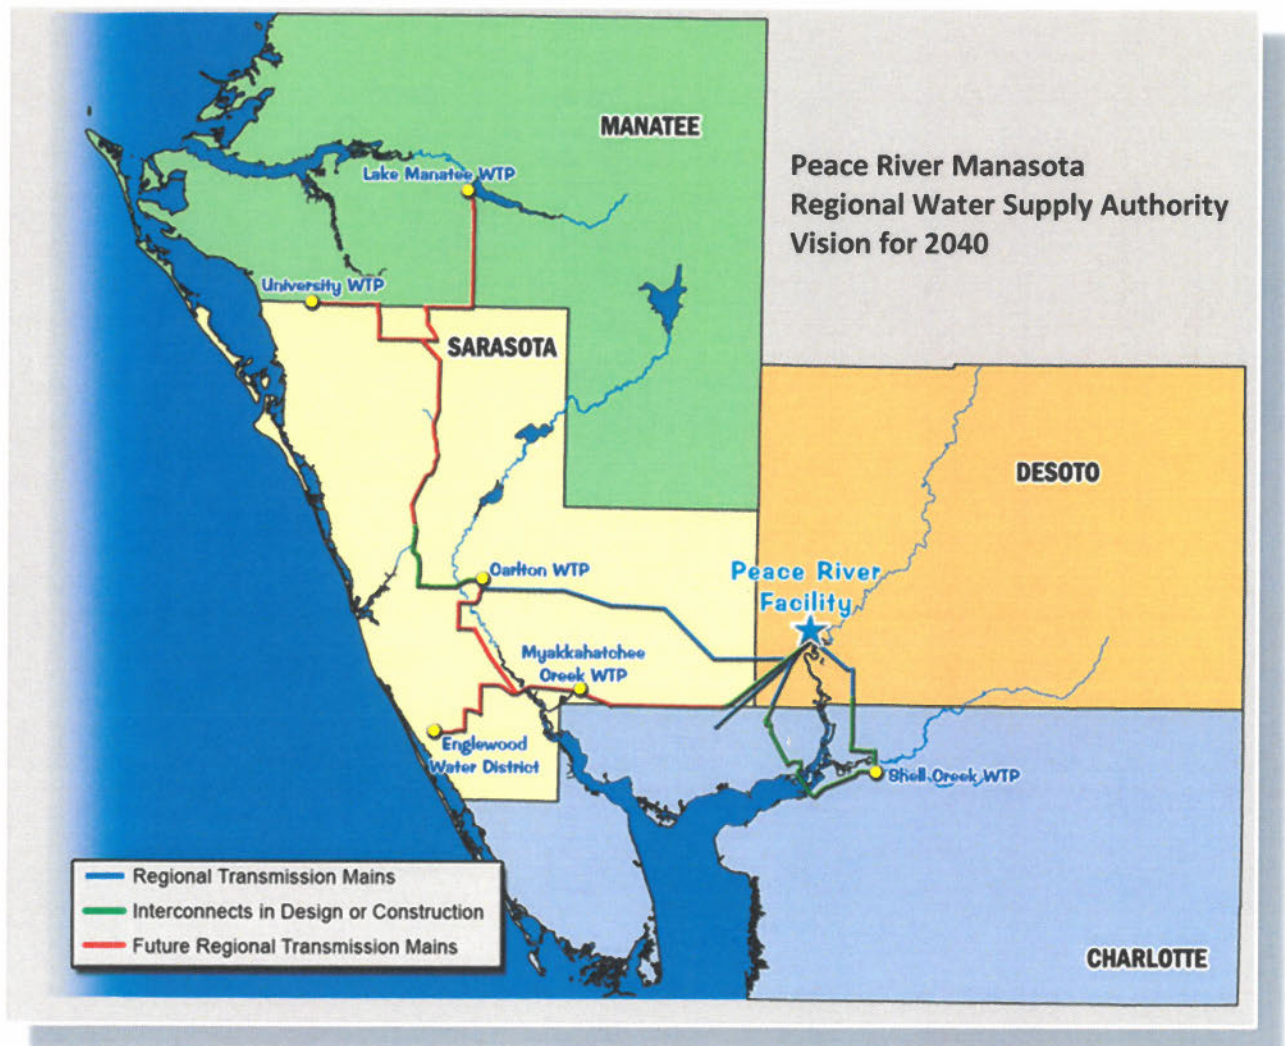 MANATEE
Peace River Manasota
Regional Water Supply Authority
Vision for 2040
Lake Manatee WTP
University WTP
SARASOTA
DESOTO
Carlton WTP
Peace River
Facility
Myakkahatchee
Creek WTP
Englewood
Water District
Shell Creek WTP
Regional Transmission Mains
Interconnects in Design or Construction
Future Regional Transmission Mains
CHARLOTTE